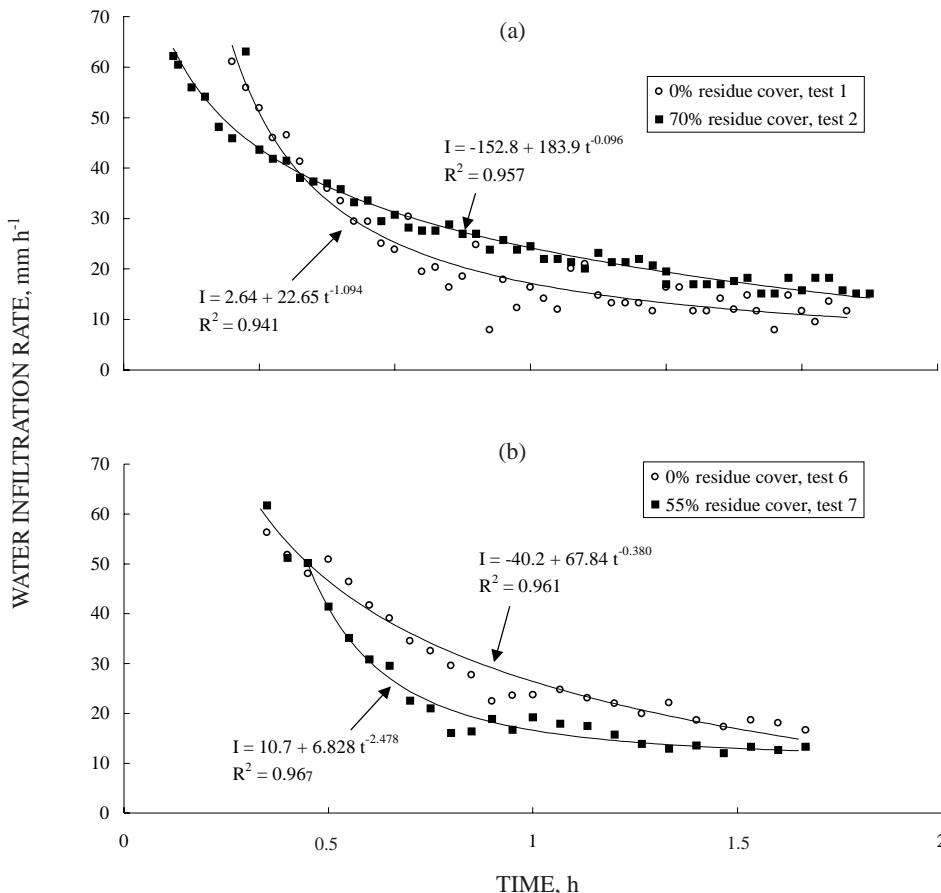 (a)
70
60
50
40
30
20
10
0
0% residue cover, test 1
70% residue cover, test 2
I = -152.8 + 183.9 t^-0.096
R² = 0.957
I = 2.64 + 22.65 t^-1.094
R² = 0.941
WATER INFILTRATION RATE, mm h^-1
(b)
70
60
50
40
30
20
10
0
0% residue cover, test 6
55% residue cover, test 7
I = -40.2 + 67.84 t^-0.380
R² = 0.961
I = 10.7 + 6.828 t^-2.478
R² = 0.967
0 0.5 1 1.5 2
TIME, h